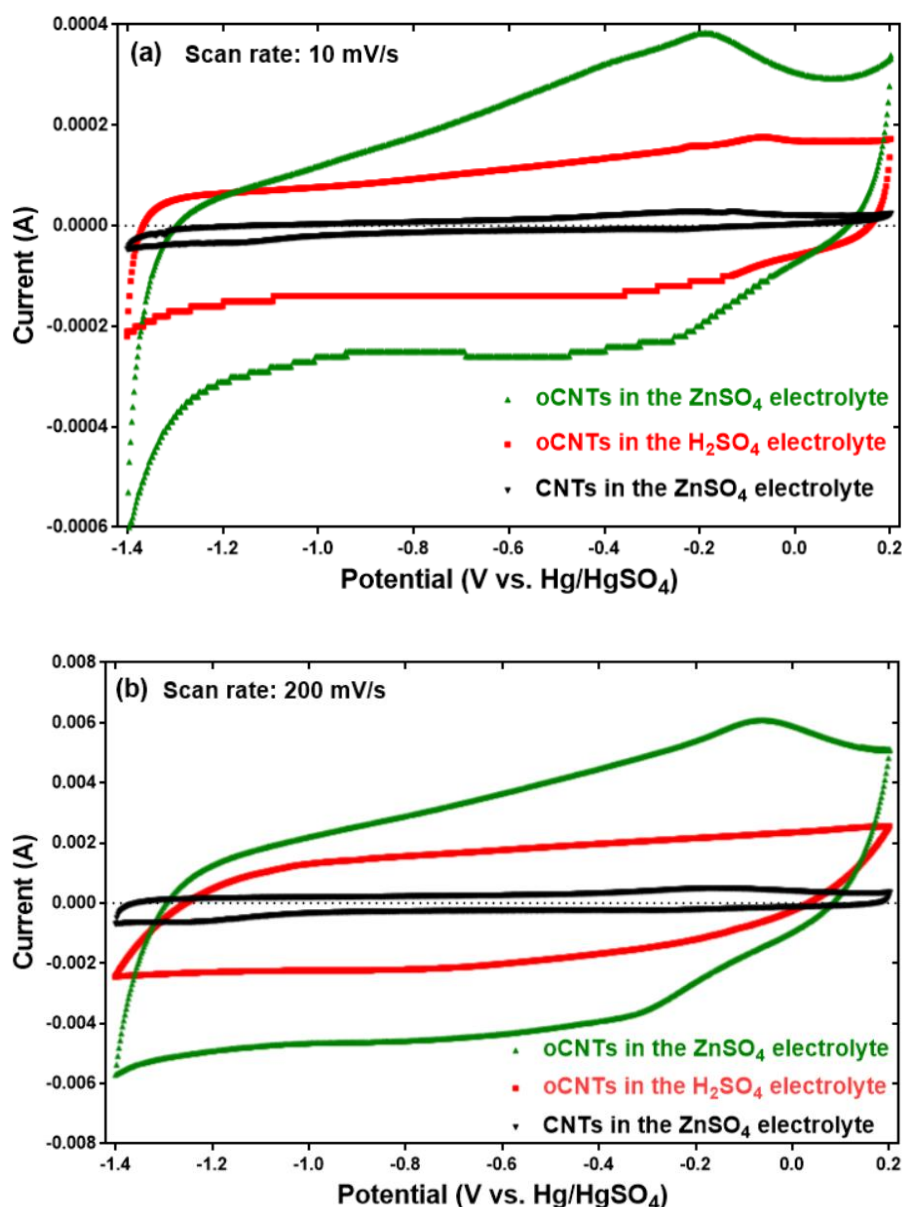 (a) Scan rate: 10 mV/s
0.0004
0.0002
0.0000
-0.0002
-0.0004
-0.0006
Current (A)
oCNTs in the ZnSO4 electrolyte
oCNTs in the H2SO4 electrolyte
CNTs in the ZnSO4 electrolyte
-1.4 -1.2 -1.0 -0.8 -0.6 -0.4 -0.2 0.0 0.2
Potential (V vs. Hg/HgSO4)
(b) Scan rate: 200 mV/s
0.008
0.006
0.004
0.002
0.000
-0.002
-0.004
-0.006
-0.008
Current (A)
oCNTs in the ZnSO4 electrolyte
oCNTs in the H2SO4 electrolyte
CNTs in the ZnSO4 electrolyte
-1.4 -1.2 -1.0 -0.8 -0.6 -0.4 -0.2 0.0 0.2
Potential (V vs. Hg/HgSO4)